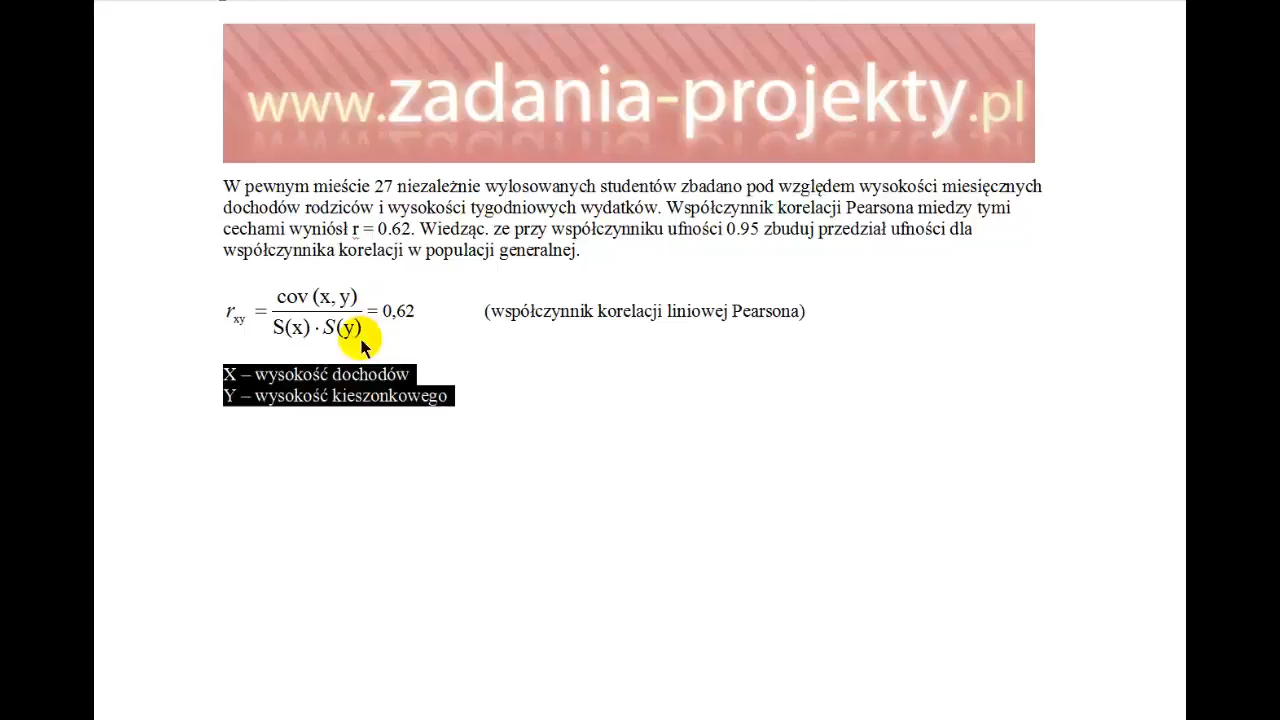 www.zadania-projekty.pl
W pewnym mieście 27 niezależnie wylosowanych studentów zbadano pod względem wysokości miesięcznych
dochodów rodziców i wysokości tygodniowych wydatków. Współczynnik korelacji Pearsona miedzy tymi
cechami wyniósł r = 0.62. Wiedząc. ze przy współczynniku ufności 0.95 zbuduj przedział ufności dla
współczynnika korelacji w populacji generalnej.
r_xy = cov (x, y) / S(x) · S(y) = 0,62 (współczynnik korelacji liniowej Pearsona)
X – wysokość dochodów
Y – wysokość kieszonkowego